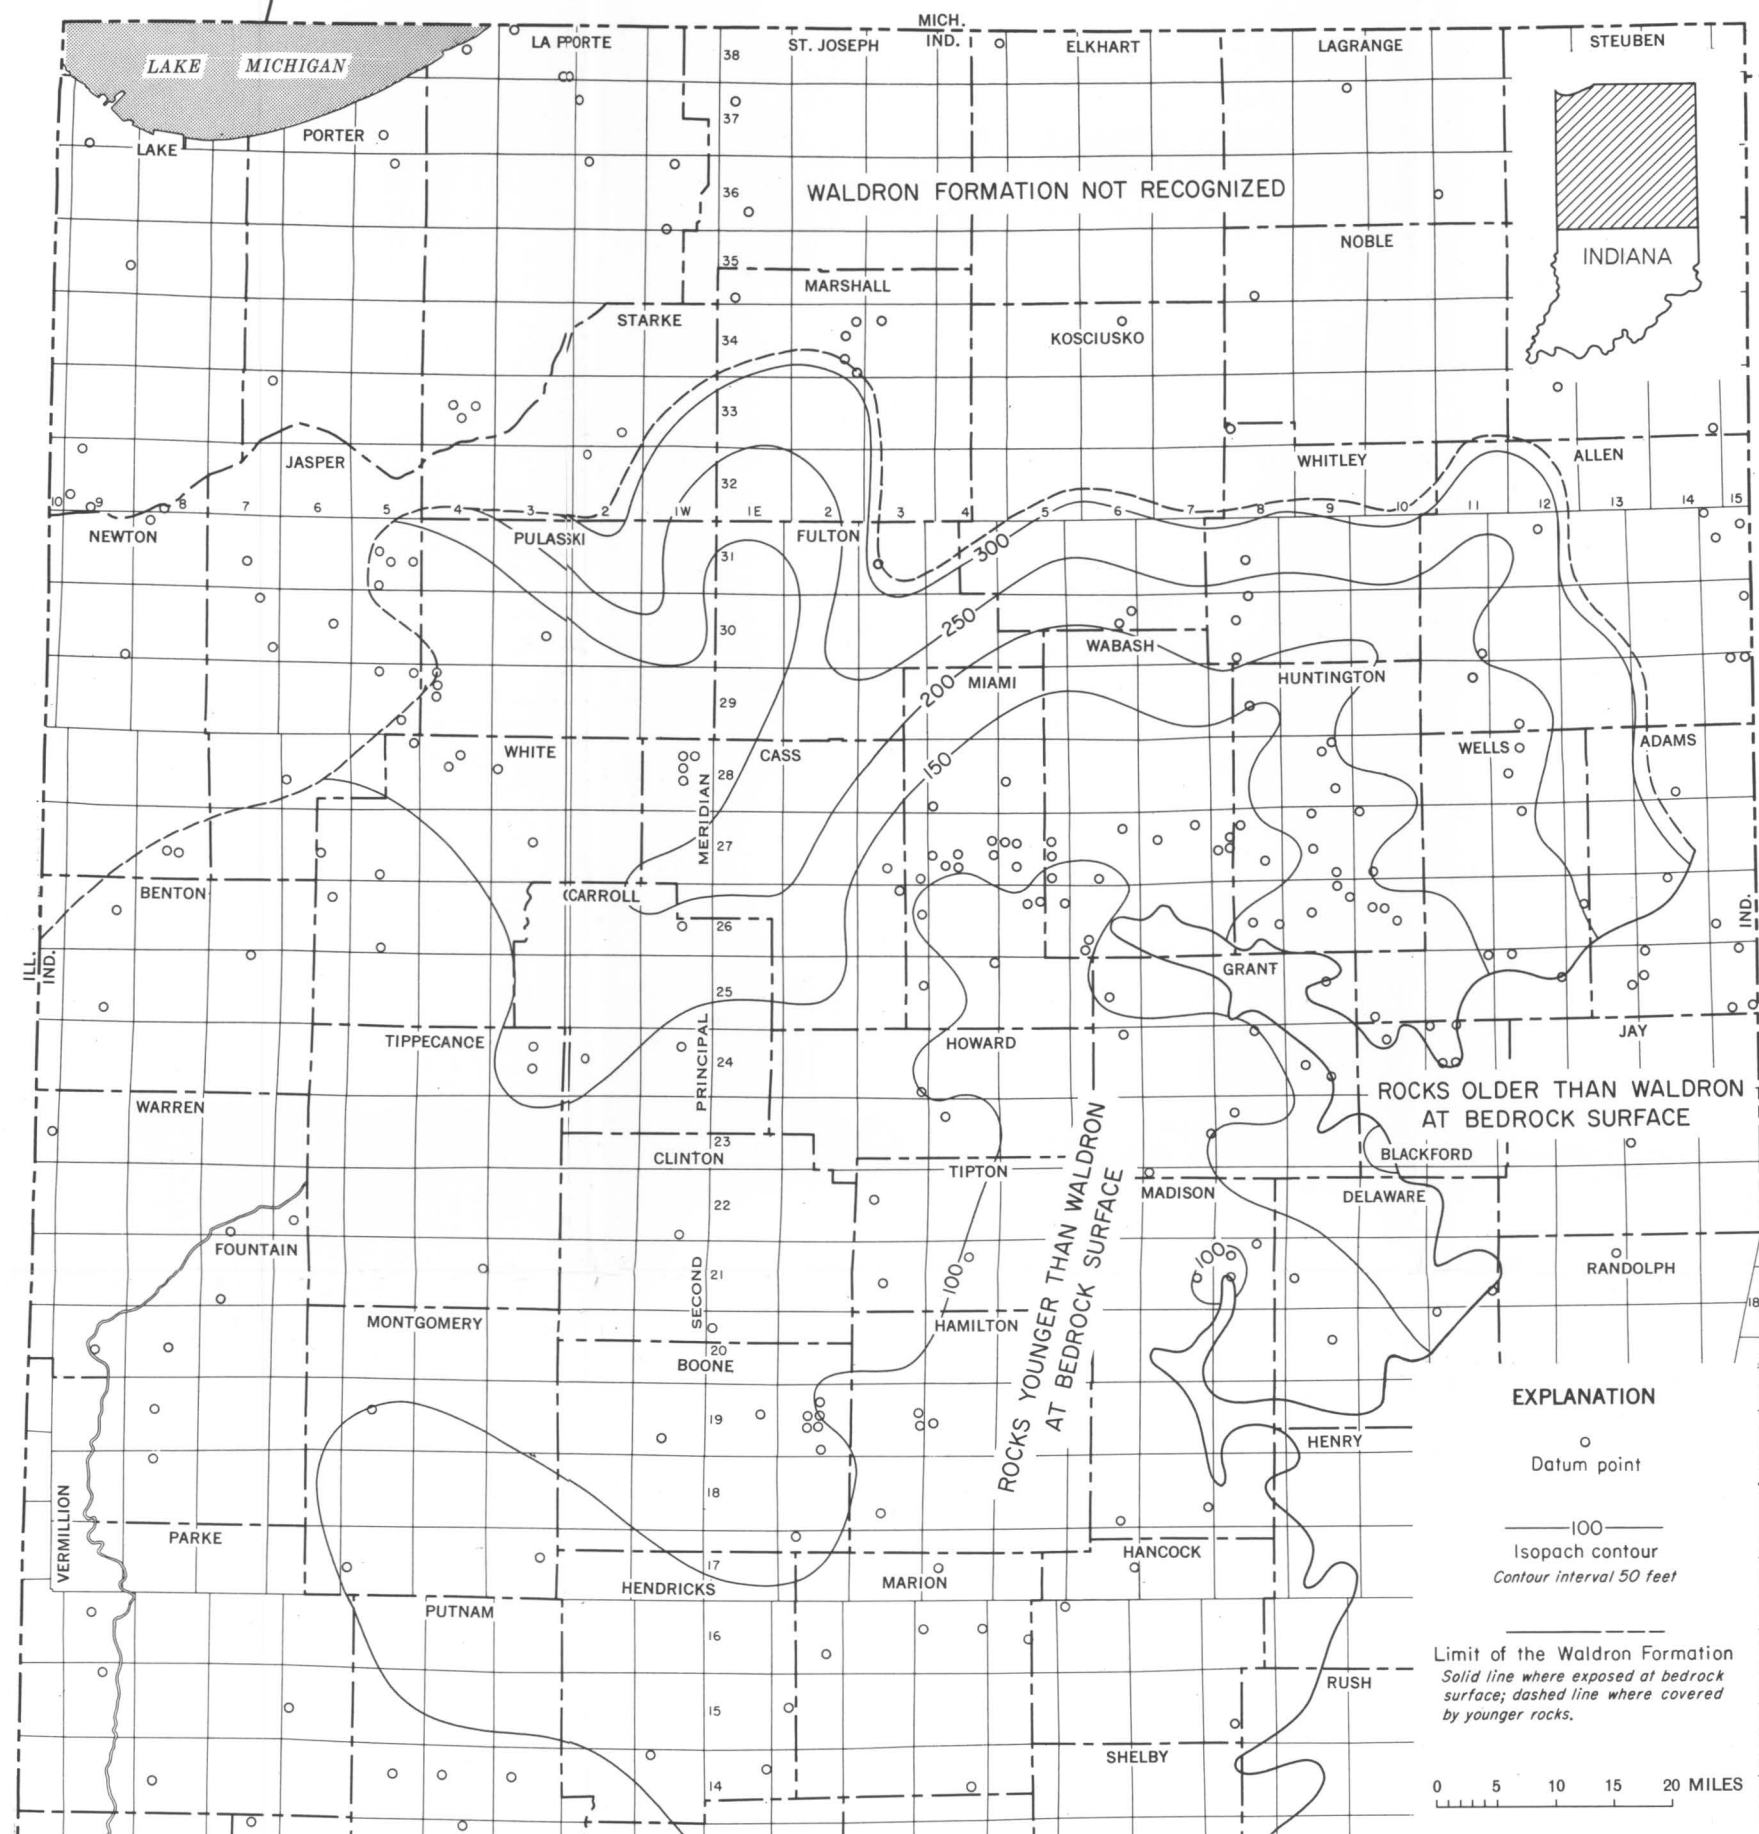 MICH.
IND.
LAKE MICHIGAN
LA PPORTE
ST. JOSEPH
ELKHART
LAGRANGE
STEUBEN
38
37
PORTER
LAKE
36
WALDRON FORMATION NOT RECOGNIZED
NOBLE
INDIANA
35
MARSHALL
STARKE
KOSCIUSKO
34
33
JASPER
WHITLEY
ALLEN
32
10 9 8 7 6 5 4 3 2 1W 1E 2 3 4 5 6 7 8 9 10 11 12 13 14 15
NEWTON
PULASKI
FULTON
300
31
250
30
WABASH
200
MIAMI
HUNTINGTON
29
WHITE
CASS
WELLS
ADAMS
150
28
MERIDIAN
27
BENTON
CARROLL
26
ILL.
IND.
IND.
GRANT
25
TIPPECANOE
PRINCIPAL
HOWARD
JAY
24
WARREN
ROCKS OLDER THAN WALDRON
AT BEDROCK SURFACE
23
CLINTON
TIPTON
BLACKFORD
MADISON
DELAWARE
22
FOUNTAIN
ROCKS YOUNGER THAN WALDRON
AT BEDROCK SURFACE
100
100
21
SECOND
RANDOLPH
18
MONTGOMERY
HAMILTON
20
BOONE
19
HENRY
18
VERMILLION
PARKE
HANCOCK
17
HENDRICKS
MARION
PUTNAM
16
RUSH
15
SHELBY
14
EXPLANATION
Datum point
100
Isopach contour
Contour interval 50 feet
Limit of the Waldron Formation
Solid line where exposed at bedrock
surface; dashed line where covered
by younger rocks.
0 5 10 15 20 MILES